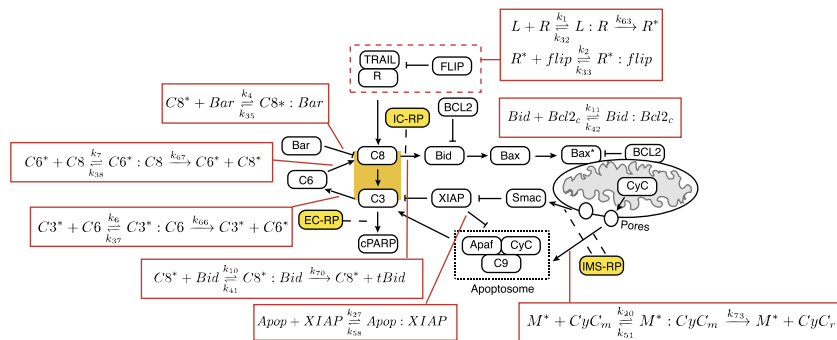 L + R ⇌ L : R → R* k₁ k₃₂ k₆₃
R* + flip ⇌ R* : flip k₂ k₃₃
TRAIL
R
FLIP
C8* + Bar ⇌ C8* : Bar k₄ k₃₅
IC-RP
BCL2
Bid + Bcl2c ⇌ Bid : Bcl2c k₁₁ k₄₂
Bar
C8
Bid
Bax
Bax*
BCL2
C6* + C8 ⇌ C6* : C8 → C6* + C8* k₇ k₃₈ k₆₇
C6
CyC
C3
XIAP
Smac
Pores
C3* + C6 ⇌ C3* : C6 → C3* + C6* k₆ k₃₇ k₆₆
EC-RP
cPARP
Apaf
CyC
C9
IMS-RP
Apoptosome
C8* + Bid ⇌ C8* : Bid → C8* + tBid k₁₀ k₄₁ k₇₀
Apop + XIAP ⇌ Apop : XIAP k₂₇ k₅₈
M* + CyCm ⇌ M* : CyCm → M* + CyCr k₂₀ k₅₁ k₇₃